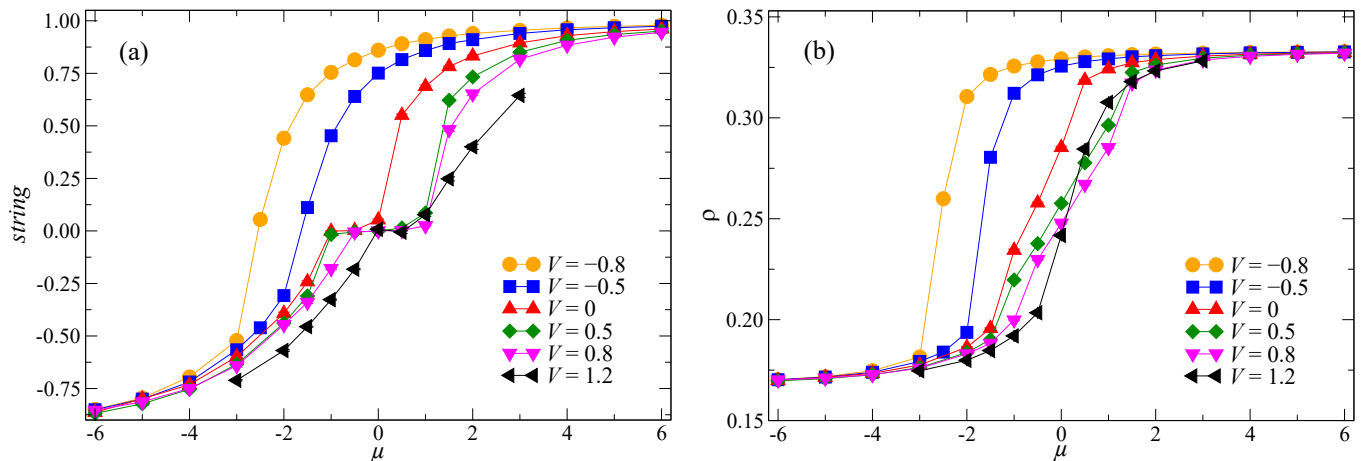 (a)
string
1.00
0.75
0.50
0.25
0.00
-0.25
-0.50
-0.75
-6 -4 -2 0 2 4 6
μ
V = −0.8
V = −0.5
V = 0
V = 0.5
V = 0.8
V = 1.2
(b)
ρ
0.35
0.30
0.25
0.20
0.15
-6 -4 -2 0 2 4 6
μ
V = −0.8
V = −0.5
V = 0
V = 0.5
V = 0.8
V = 1.2